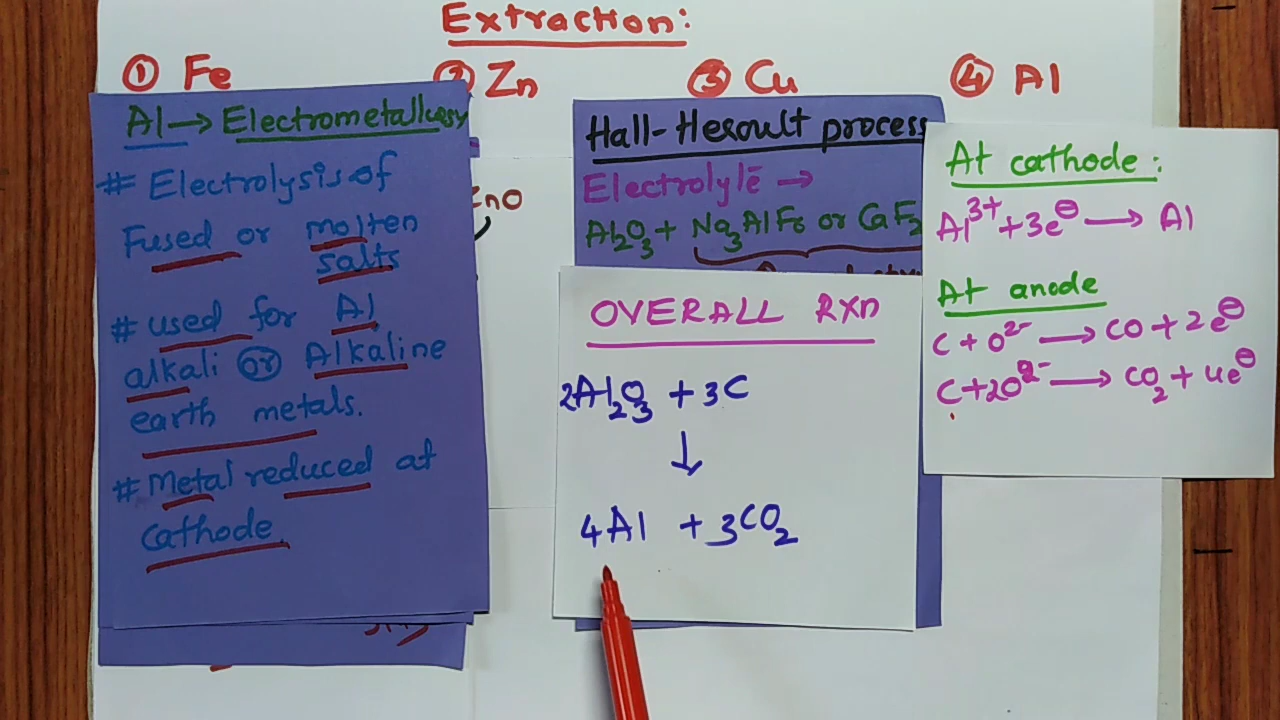 Extraction:
① Fe
② Zn
③ Cu
④ Al
Al → Electrometallurgy
# Electrolysis of
Fused or molten
salts
# used for Al
alkali or Alkaline
earth metals.
# Metal reduced at
cathode.
ZnO
Hall-Heroult process
Electrolyte →
Al₂O₃ + Na₃AlF₆ or CaF₂
OVERALL RXn
2Al₂O₃ + 3C
↓
4Al + 3CO₂
At cathode:
Al³⁺ + 3e⊖ → Al
At anode
C + O²⁻ → CO + 2e⊖
C + 2O²⁻ → CO₂ + 4e⊖